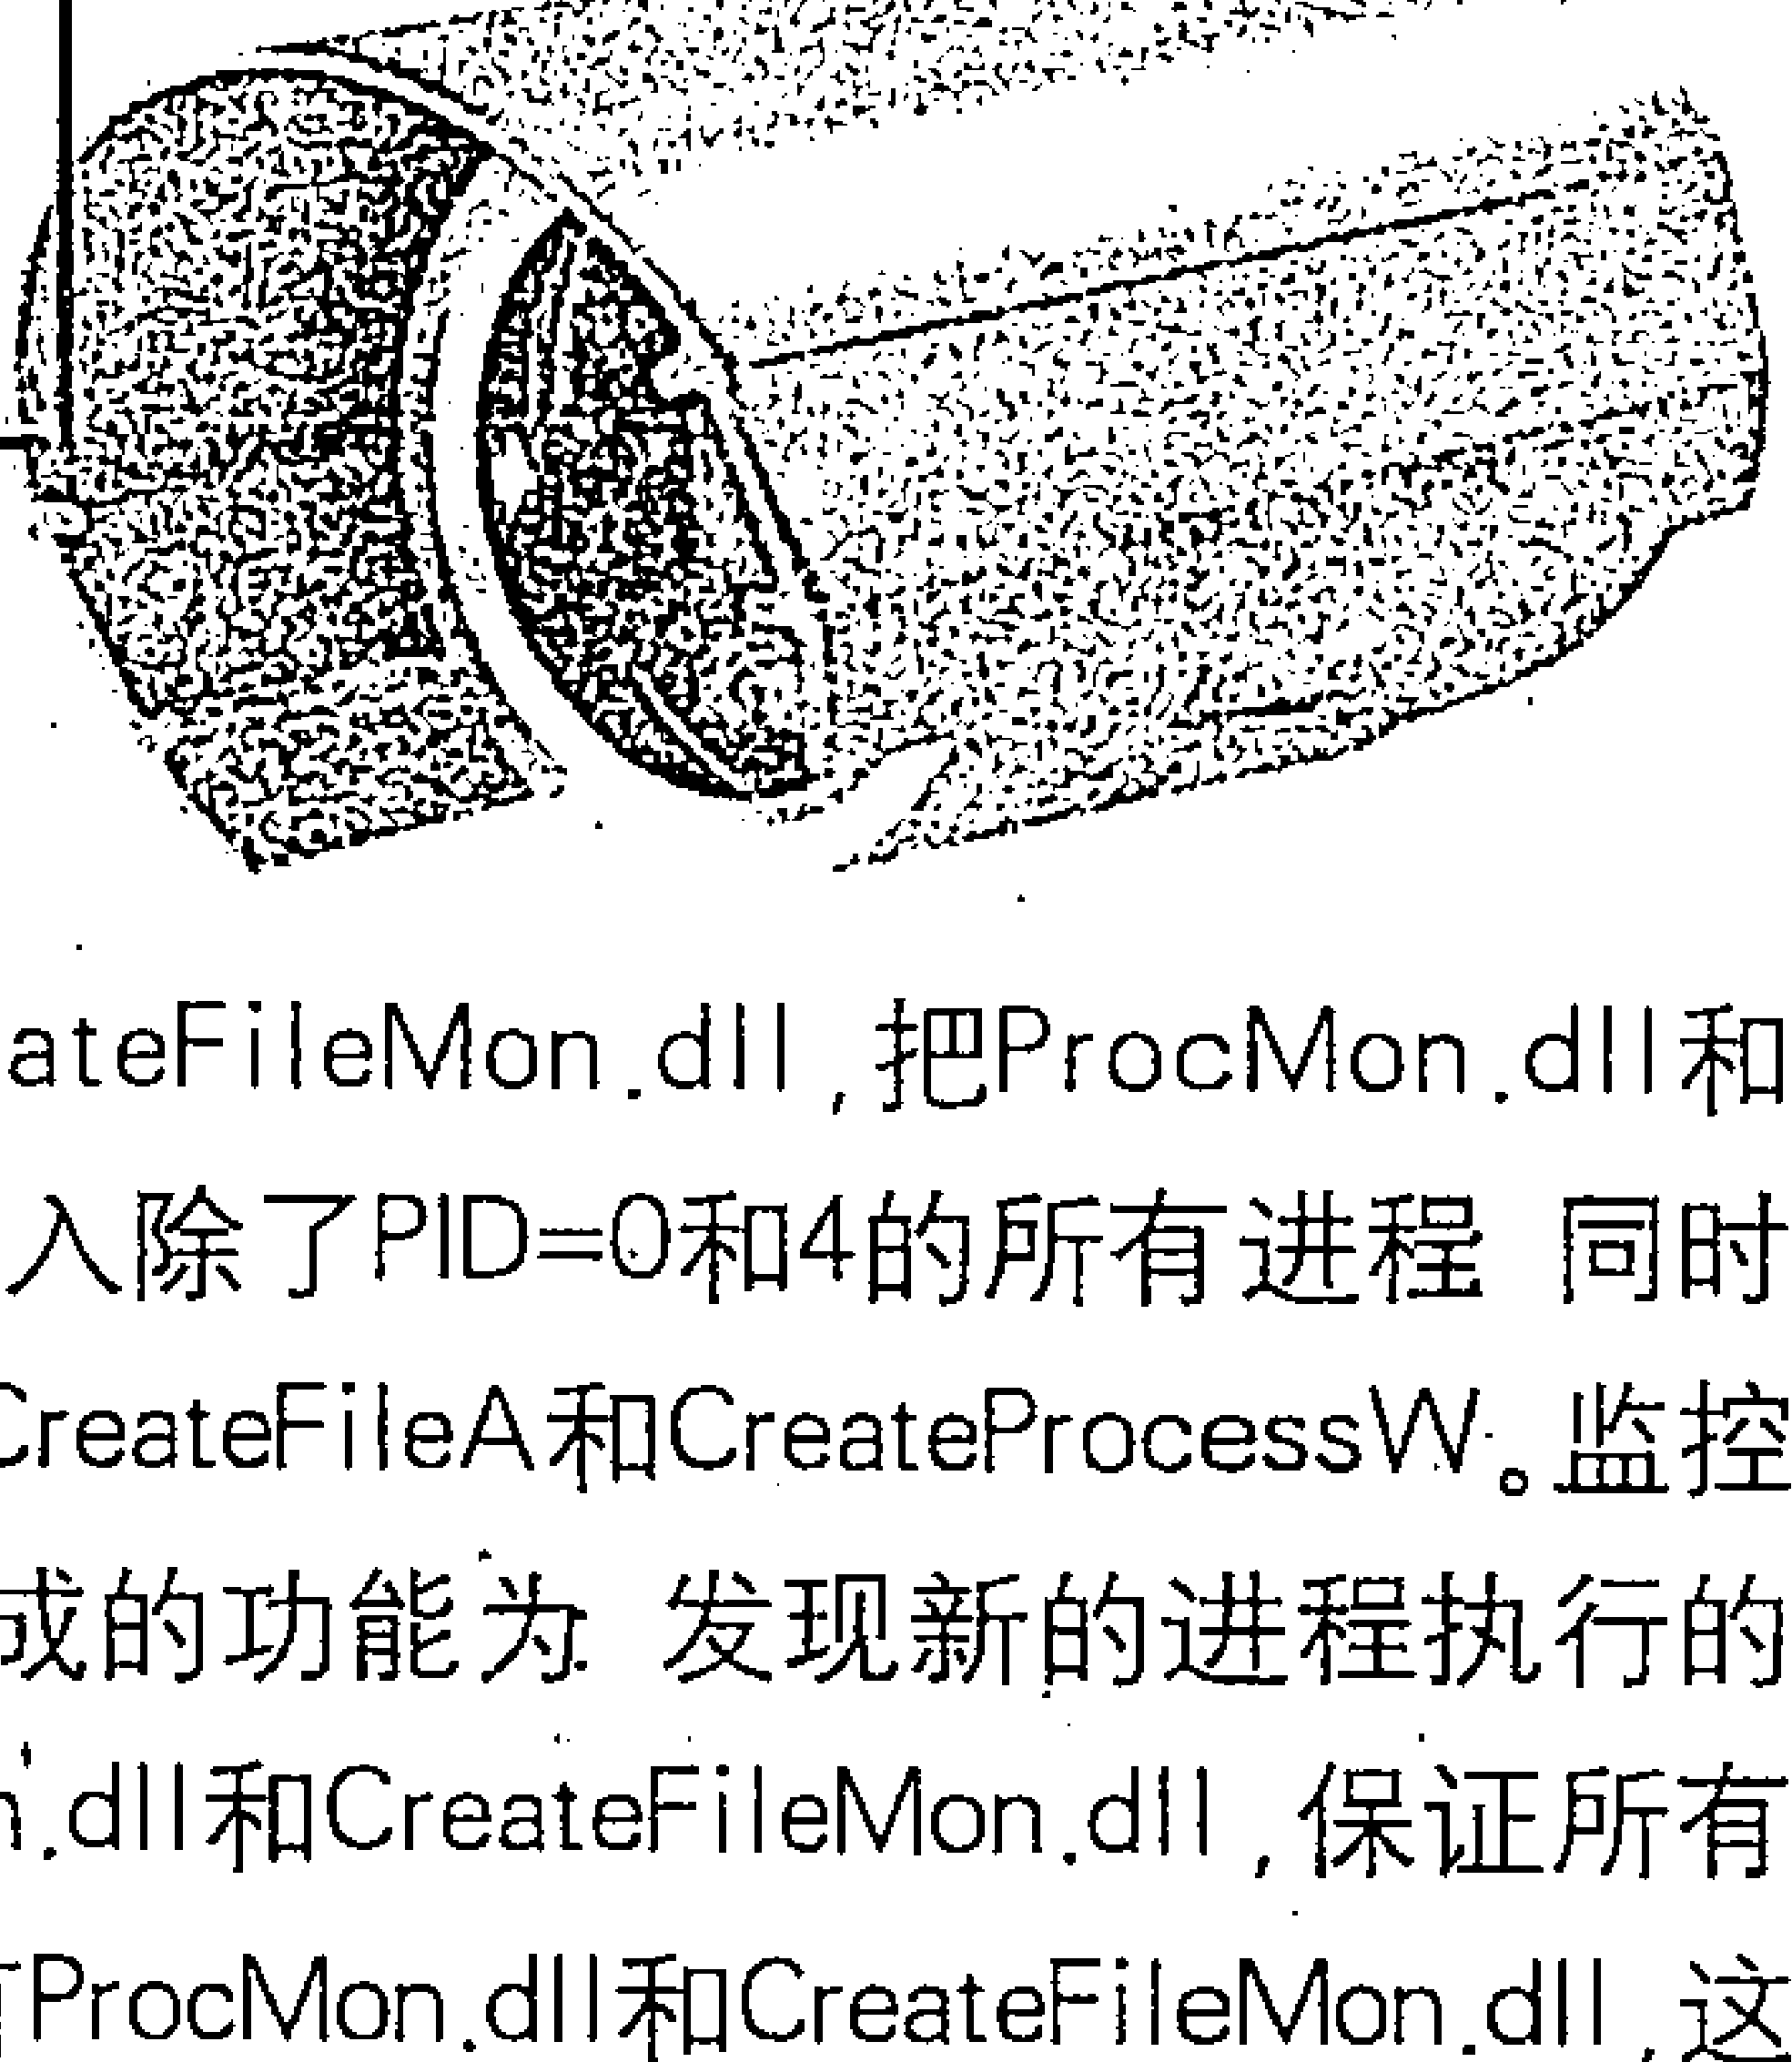 ateFileMon.dll,把ProcMon.dll和
入除了PID=0和4的所有进程 同时
CreateFileA和CreateProcessW。监控
成的功能为 发现新的进程执行的
.dll和CreateFileMon.dll,保证所有
ProcMon.dll和CreateFileMon.dll,这